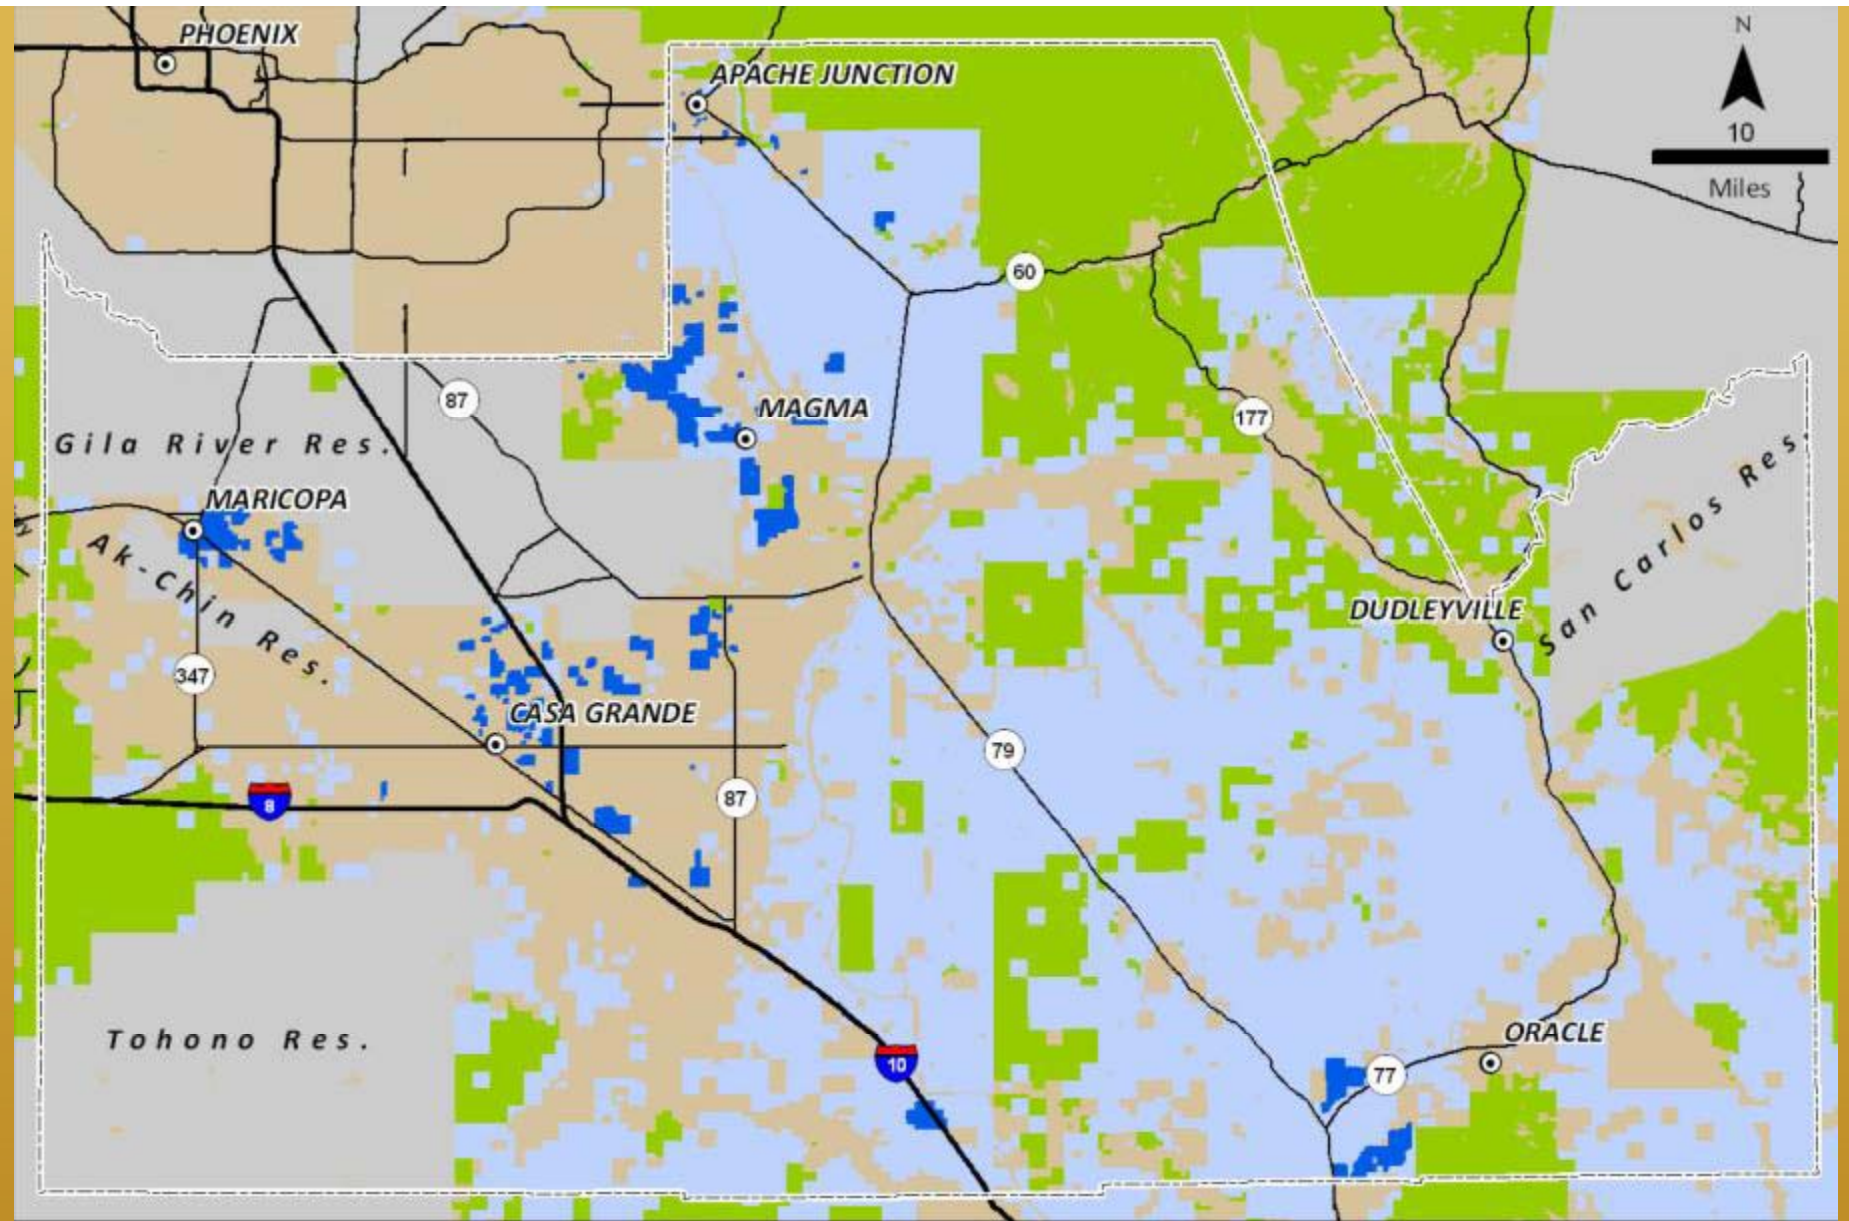 PHOENIX
N
APACHE JUNCTION
10
Miles
60
87
MAGMA
177
Gila River Res.
San Carlos Res.
MARICOPA
Ak-Chin Res.
DUDLEYVILLE
347
CASA GRANDE
79
8
87
Tohono Res.
ORACLE
10
77